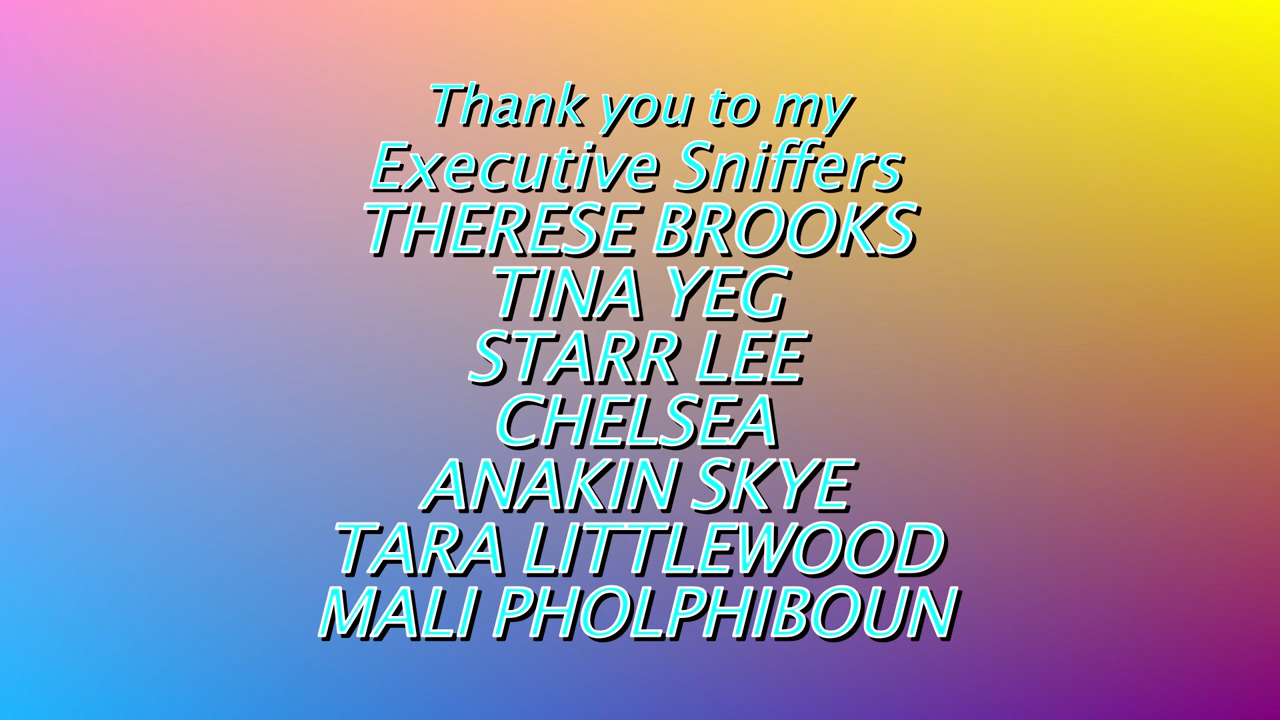 Thank you to my
Executive Sniffers
THERESE BROOKS
TINA YEG
STARR LEE
CHELSEA
ANAKIN SKYE
TARA LITTLEWOOD
MALI PHOLPHIBOUN